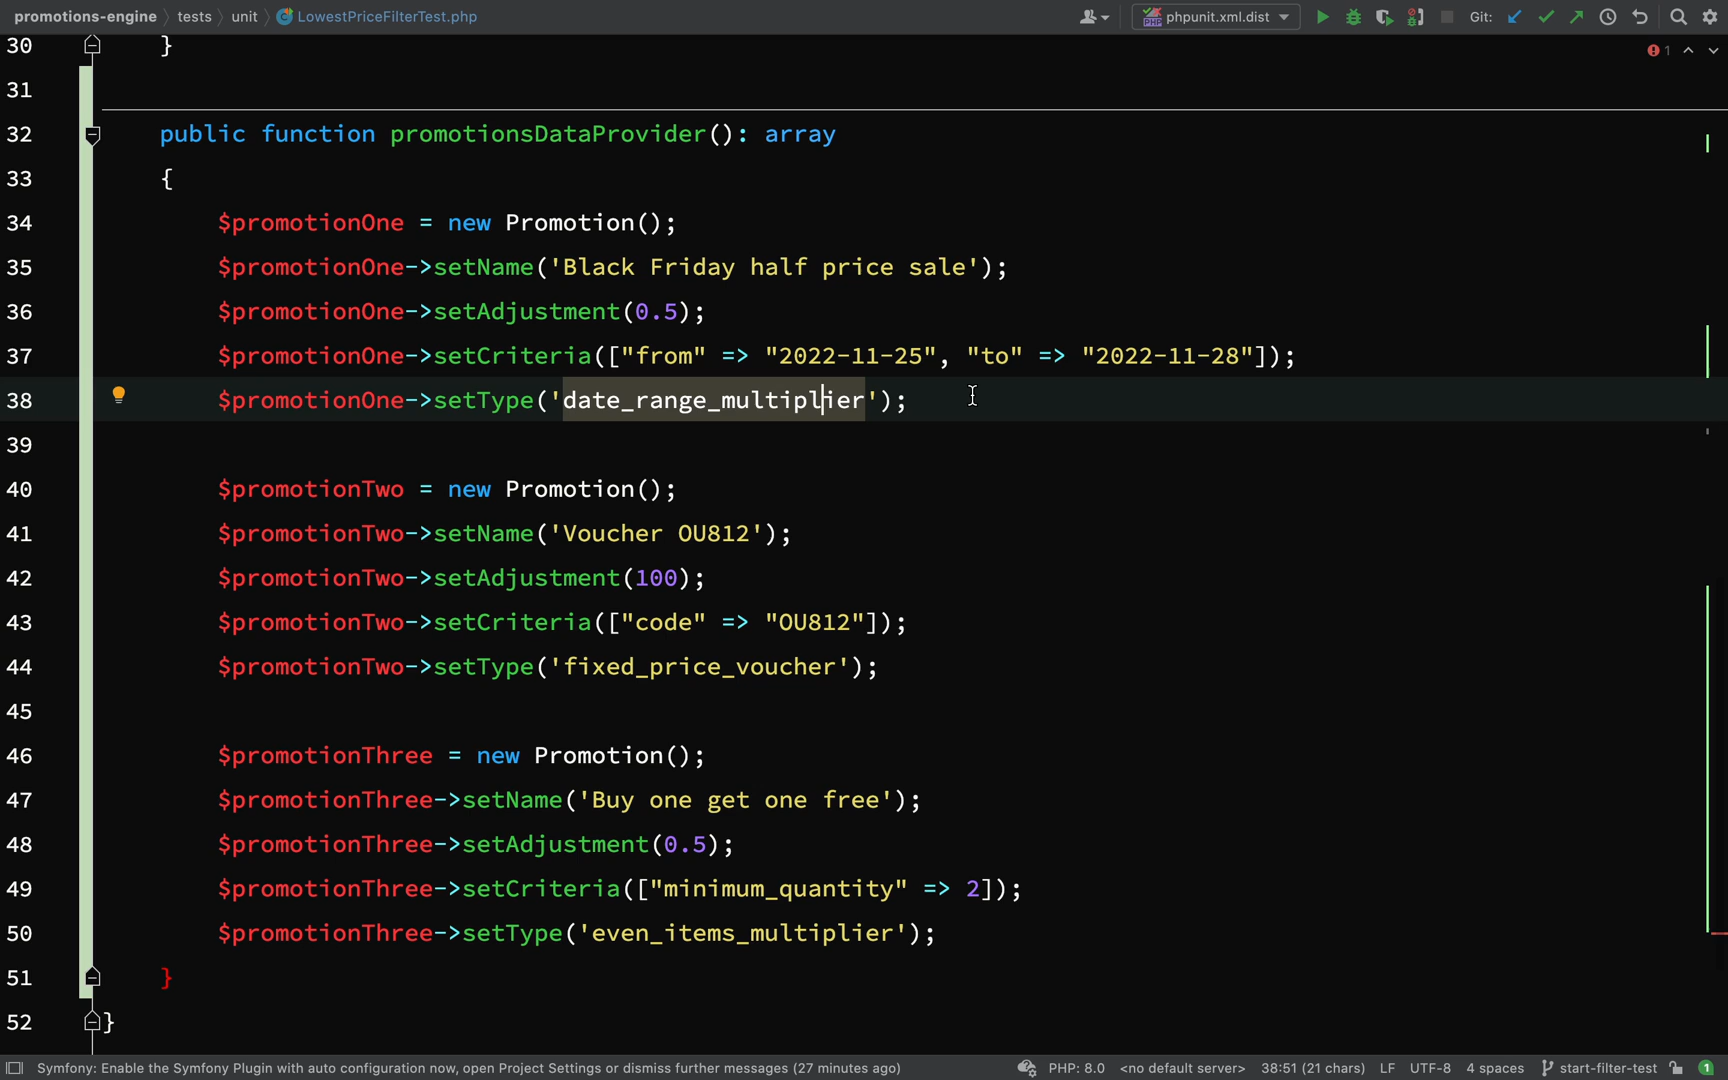 promotions-engine tests unit LowestPriceFilterTest.php phpunit.xml.dist Git:
30 }
1
31
32 public function promotionsDataProvider(): array
33 {
34 $promotionOne = new Promotion();
35 $promotionOne->setName('Black Friday half price sale');
36 $promotionOne->setAdjustment(0.5);
37 $promotionOne->setCriteria(["from" => "2022-11-25", "to" => "2022-11-28"]);
38 $promotionOne->setType('date_range_multiplier');
39
40 $promotionTwo = new Promotion();
41 $promotionTwo->setName('Voucher OU812');
42 $promotionTwo->setAdjustment(100);
43 $promotionTwo->setCriteria(["code" => "OU812"]);
44 $promotionTwo->setType('fixed_price_voucher');
45
46 $promotionThree = new Promotion();
47 $promotionThree->setName('Buy one get one free');
48 $promotionThree->setAdjustment(0.5);
49 $promotionThree->setCriteria(["minimum_quantity" => 2]);
50 $promotionThree->setType('even_items_multiplier');
51 }
52 }
Symfony: Enable the Symfony Plugin with auto configuration now, open Project Settings or dismiss further messages (27 minutes ago) PHP: 8.0 <no default server> 38:51 (21 chars) LF UTF-8 4 spaces start-filter-test 1